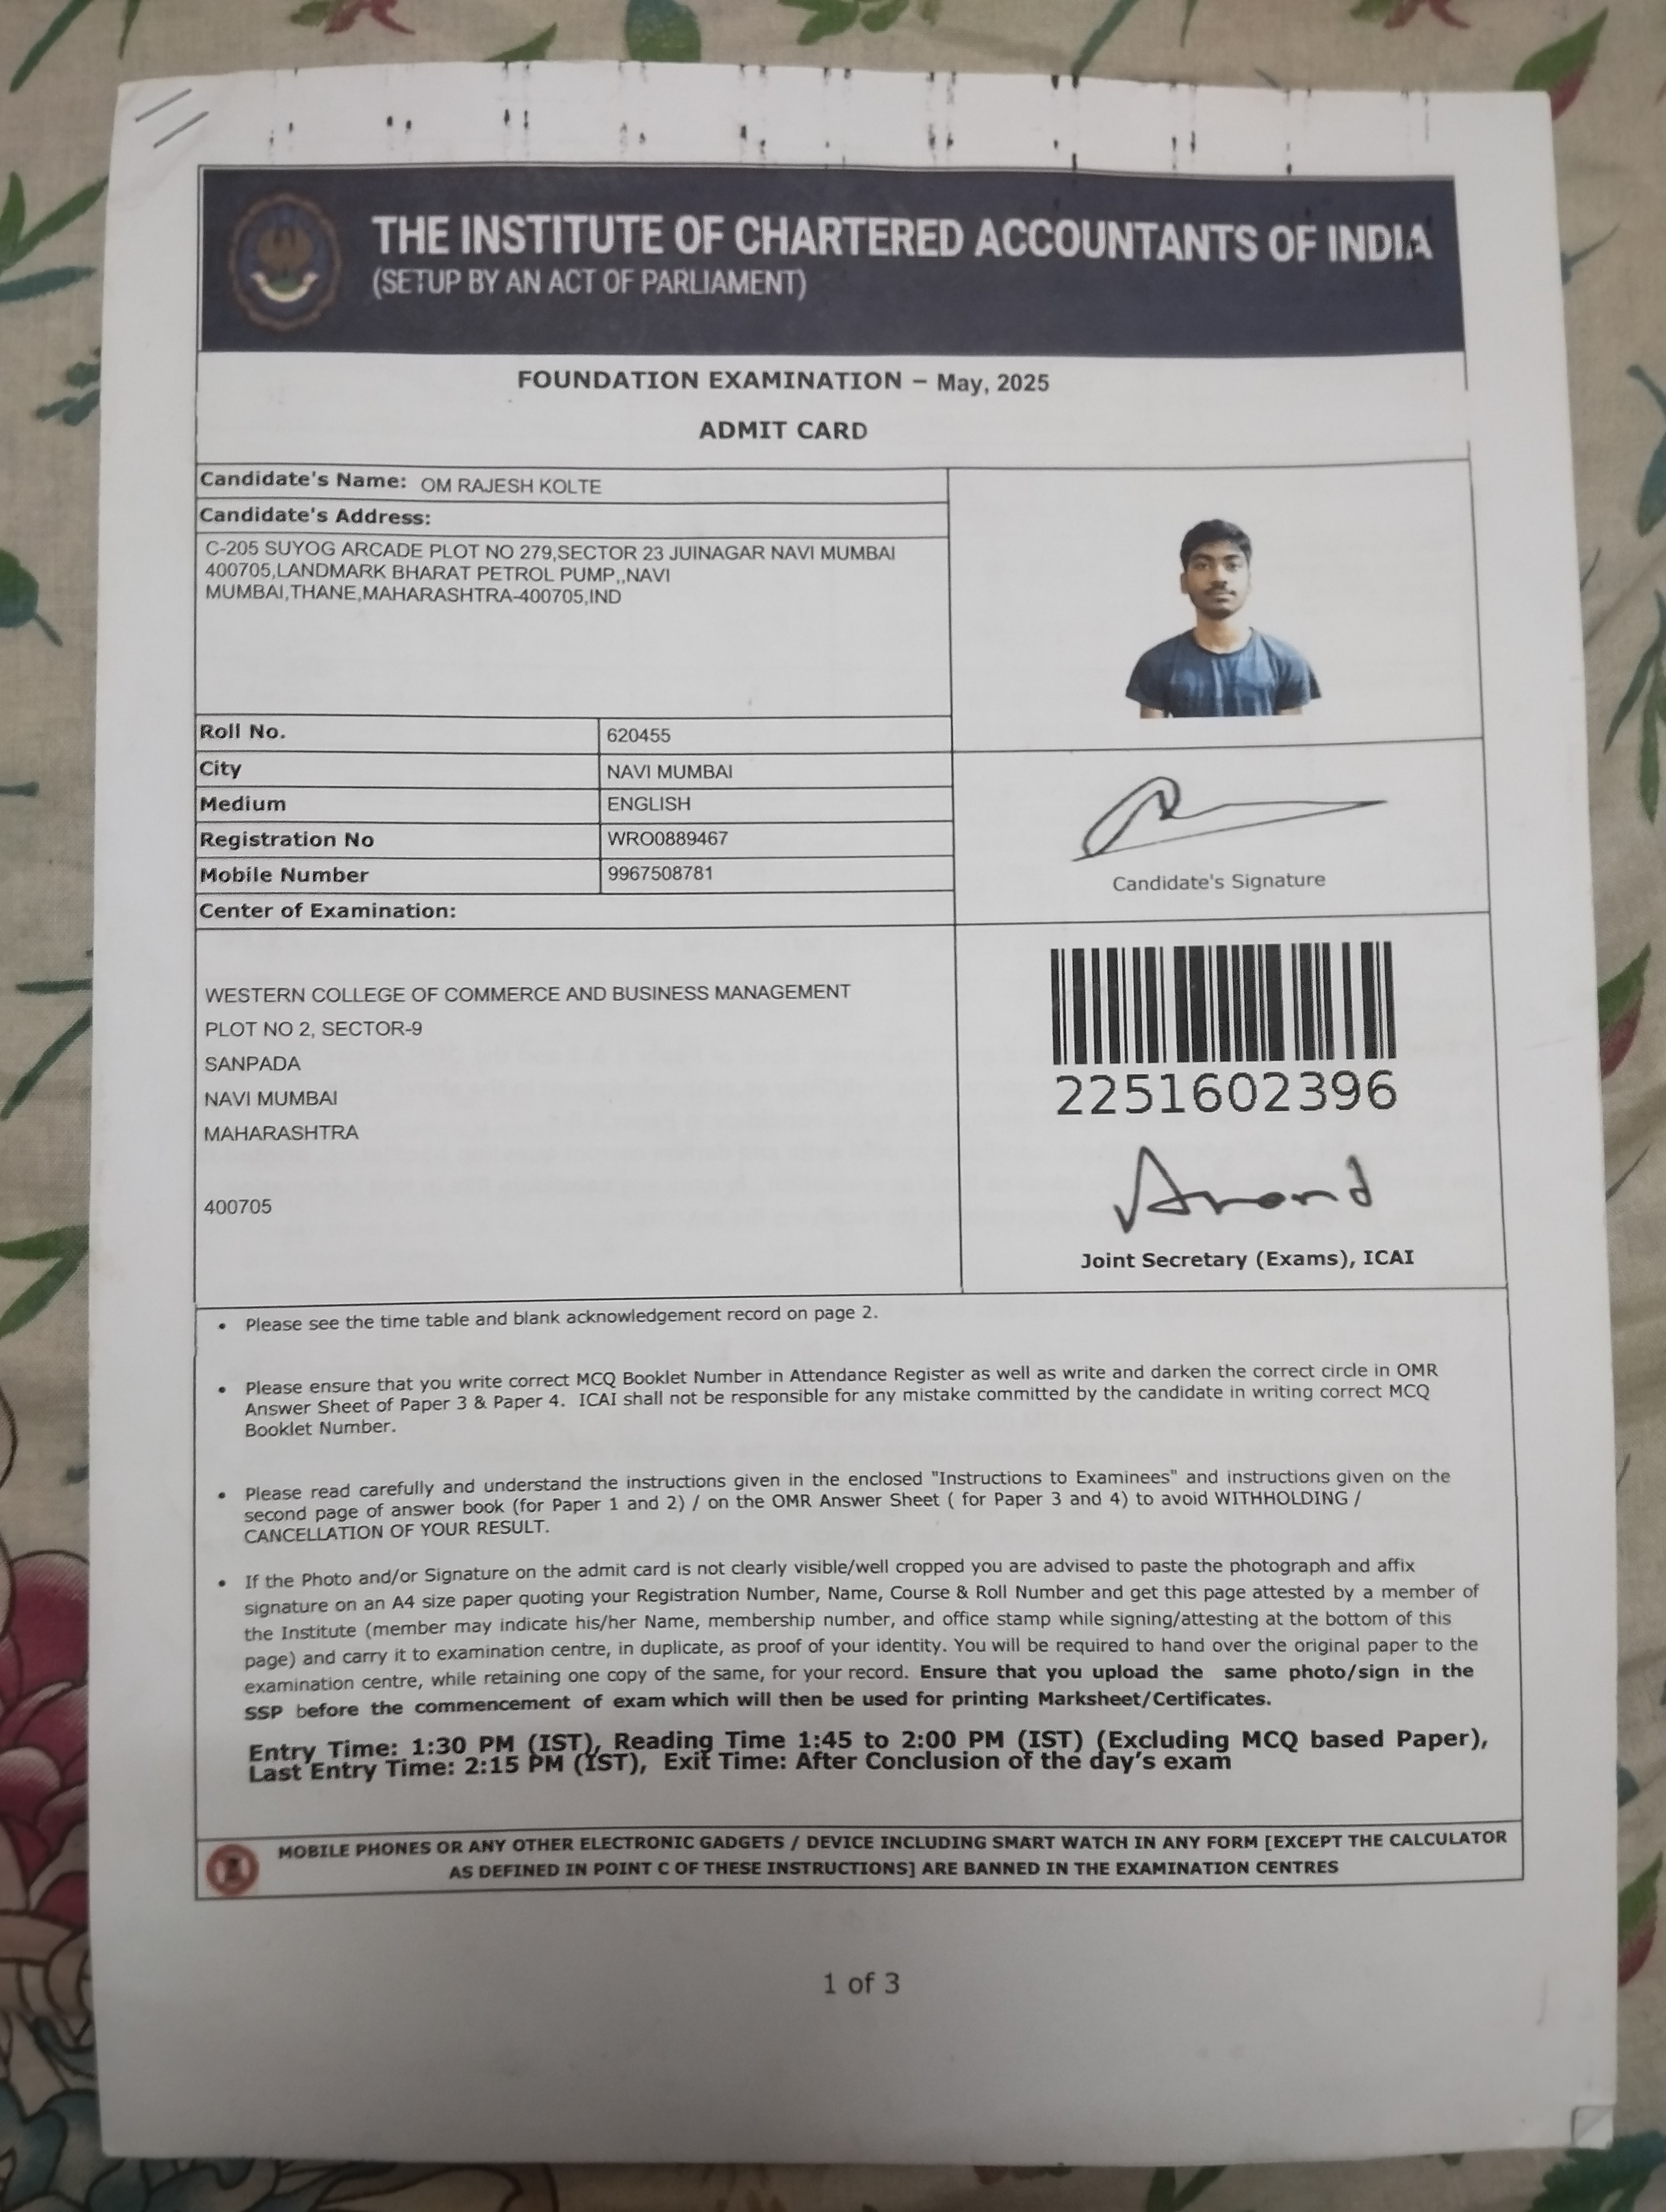 THE INSTITUTE OF CHARTERED ACCOUNTANTS OF INDIA
(SETUP BY AN ACT OF PARLIAMENT)
FOUNDATION EXAMINATION – May, 2025
ADMIT CARD
Candidate's Name: OM RAJESH KOLTE
Candidate's Address:
C-205 SUYOG ARCADE PLOT NO 279,SECTOR 23 JUINAGAR NAVI MUMBAI
400705,LANDMARK BHARAT PETROL PUMP,,NAVI
MUMBAI,THANE,MAHARASHTRA-400705,IND
Roll No. 620455
City NAVI MUMBAI
Medium ENGLISH
Registration No WRO0889467
Mobile Number 9967508781
Candidate's Signature
Center of Examination:
WESTERN COLLEGE OF COMMERCE AND BUSINESS MANAGEMENT
PLOT NO 2, SECTOR-9
SANPADA
NAVI MUMBAI
MAHARASHTRA
400705
2251602396
Anand
Joint Secretary (Exams), ICAI
• Please see the time table and blank acknowledgement record on page 2.
• Please ensure that you write correct MCQ Booklet Number in Attendance Register as well as write and darken the correct circle in OMR
Answer Sheet of Paper 3 & Paper 4. ICAI shall not be responsible for any mistake committed by the candidate in writing correct MCQ
Booklet Number.
• Please read carefully and understand the instructions given in the enclosed "Instructions to Examinees" and instructions given on the
second page of answer book (for Paper 1 and 2) / on the OMR Answer Sheet ( for Paper 3 and 4) to avoid WITHHOLDING /
CANCELLATION OF YOUR RESULT.
• If the Photo and/or Signature on the admit card is not clearly visible/well cropped you are advised to paste the photograph and affix
signature on an A4 size paper quoting your Registration Number, Name, Course & Roll Number and get this page attested by a member of
the Institute (member may indicate his/her Name, membership number, and office stamp while signing/attesting at the bottom of this
page) and carry it to examination centre, in duplicate, as proof of your identity. You will be required to hand over the original paper to the
examination centre, while retaining one copy of the same, for your record. Ensure that you upload the same photo/sign in the
SSP before the commencement of exam which will then be used for printing Marksheet/Certificates.
Entry Time: 1:30 PM (IST), Reading Time 1:45 to 2:00 PM (IST) (Excluding MCQ based Paper),
Last Entry Time: 2:15 PM (IST), Exit Time: After Conclusion of the day's exam
MOBILE PHONES OR ANY OTHER ELECTRONIC GADGETS / DEVICE INCLUDING SMART WATCH IN ANY FORM [EXCEPT THE CALCULATOR
AS DEFINED IN POINT C OF THESE INSTRUCTIONS] ARE BANNED IN THE EXAMINATION CENTRES
1 of 3